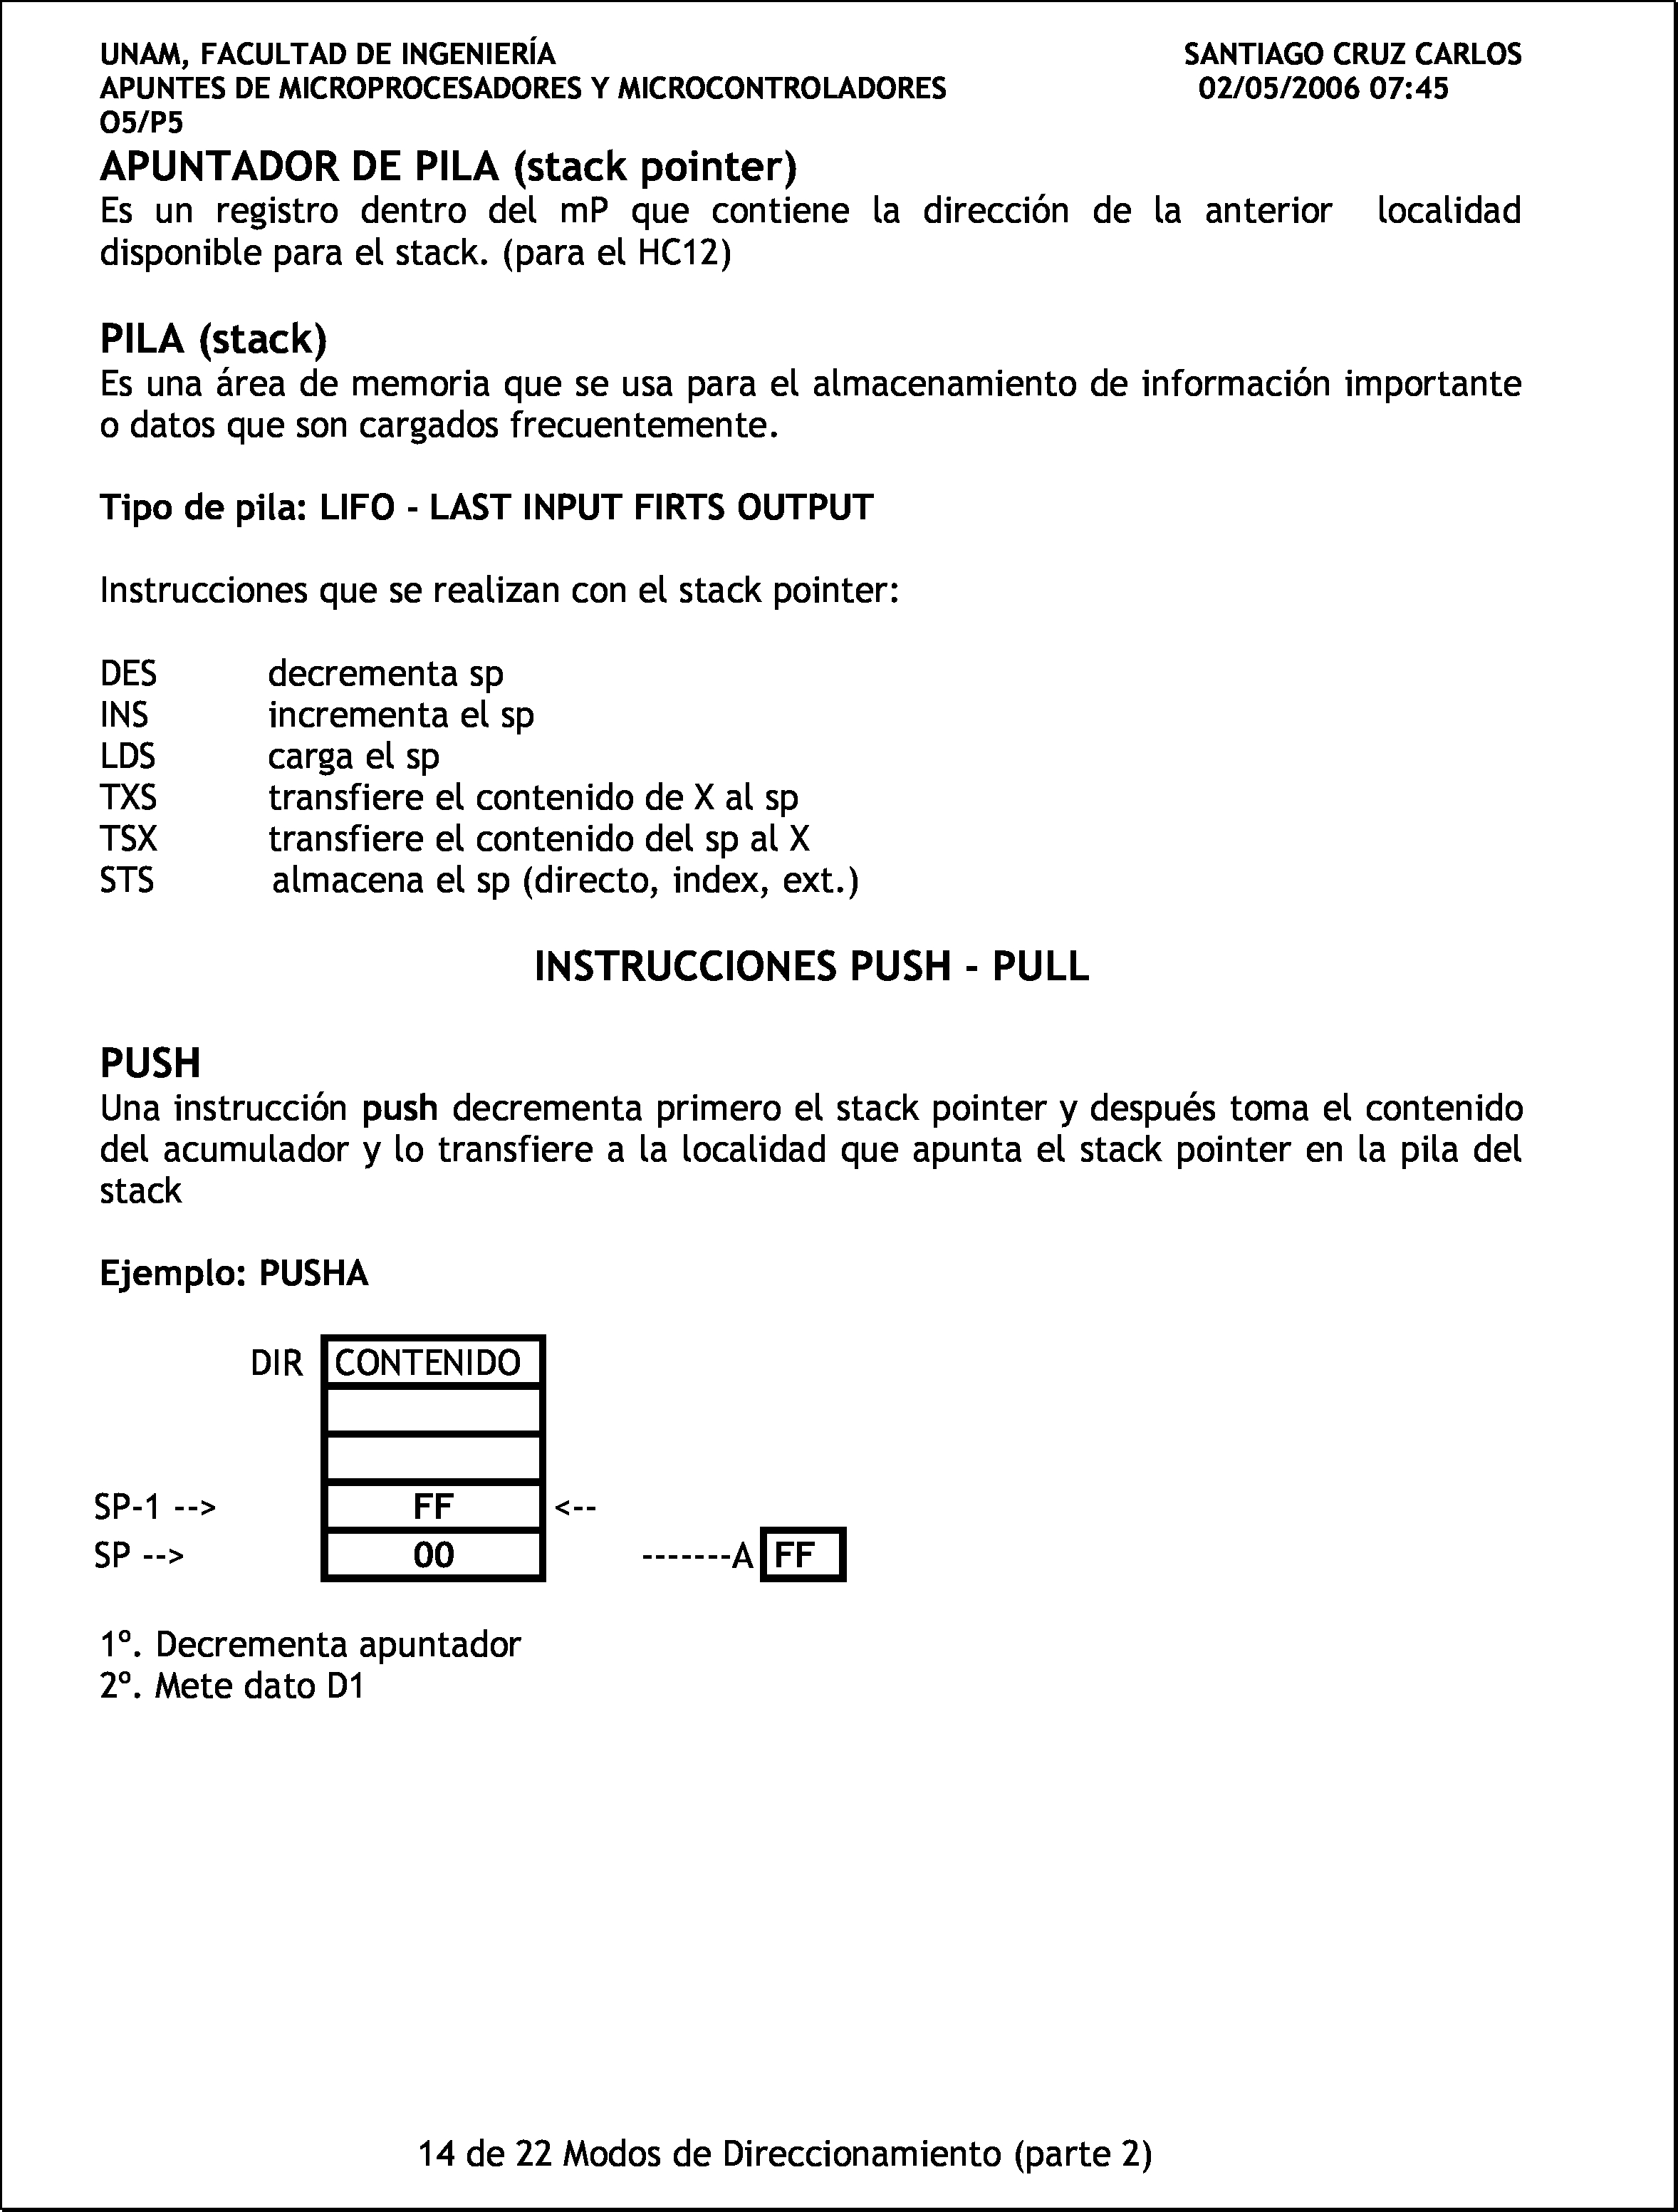 UNAM, FACULTAD DE INGENIERÍA SANTIAGO CRUZ CARLOS
APUNTES DE MICROPROCESADORES Y MICROCONTROLADORES 02/05/2006 07:45
O5/P5
APUNTADOR DE PILA (stack pointer)
Es un registro dentro del mP que contiene la dirección de la anterior localidad
disponible para el stack. (para el HC12)
PILA (stack)
Es una área de memoria que se usa para el almacenamiento de información importante
o datos que son cargados frecuentemente.
Tipo de pila: LIFO - LAST INPUT FIRTS OUTPUT
Instrucciones que se realizan con el stack pointer:
DES decrementa sp
INS incrementa el sp
LDS carga el sp
TXS transfiere el contenido de X al sp
TSX transfiere el contenido del sp al X
STS almacena el sp (directo, index, ext.)
INSTRUCCIONES PUSH - PULL
PUSH
Una instrucción push decrementa primero el stack pointer y después toma el contenido
del acumulador y lo transfiere a la localidad que apunta el stack pointer en la pila del
stack
Ejemplo: PUSHA
DIR CONTENIDO
SP-1 --> FF <--
SP --> 00 -------A FF
1º. Decrementa apuntador
2º. Mete dato D1
14 de 22 Modos de Direccionamiento (parte 2)